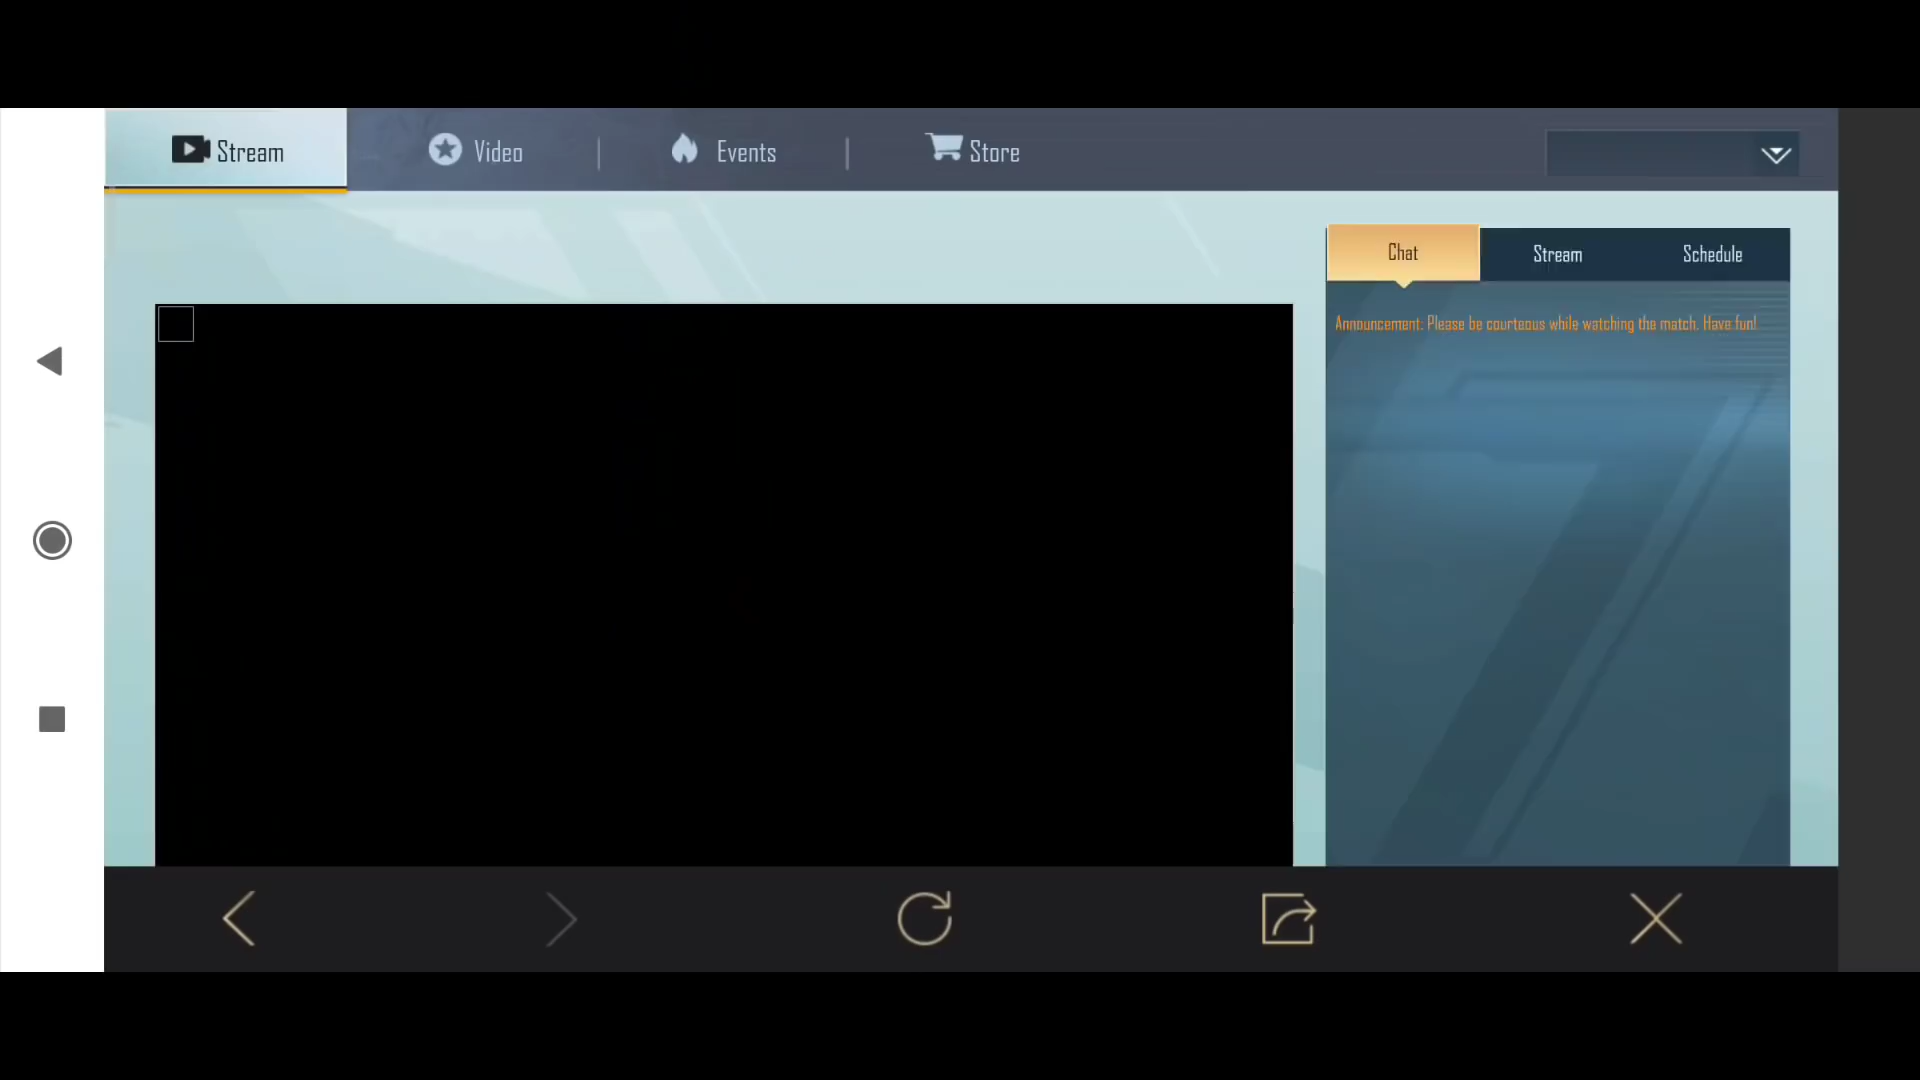 Stream
Video
Events
Store
Chat
Stream
Schedule
Announcement: Please be courteous while watching the match. Have fun!